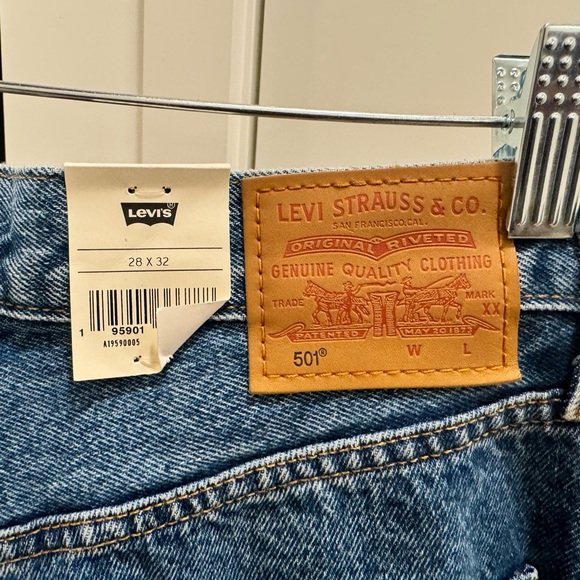 LEVI'S®
28 X 32
1 95901
A19590005
LEVI STRAUSS & CO.
SAN FRANCISCO, CAL.
ORIGINAL RIVETED
GENUINE QUALITY CLOTHING
TRADE MARK
XX
PATENTED MAY 20 1873
501® W L